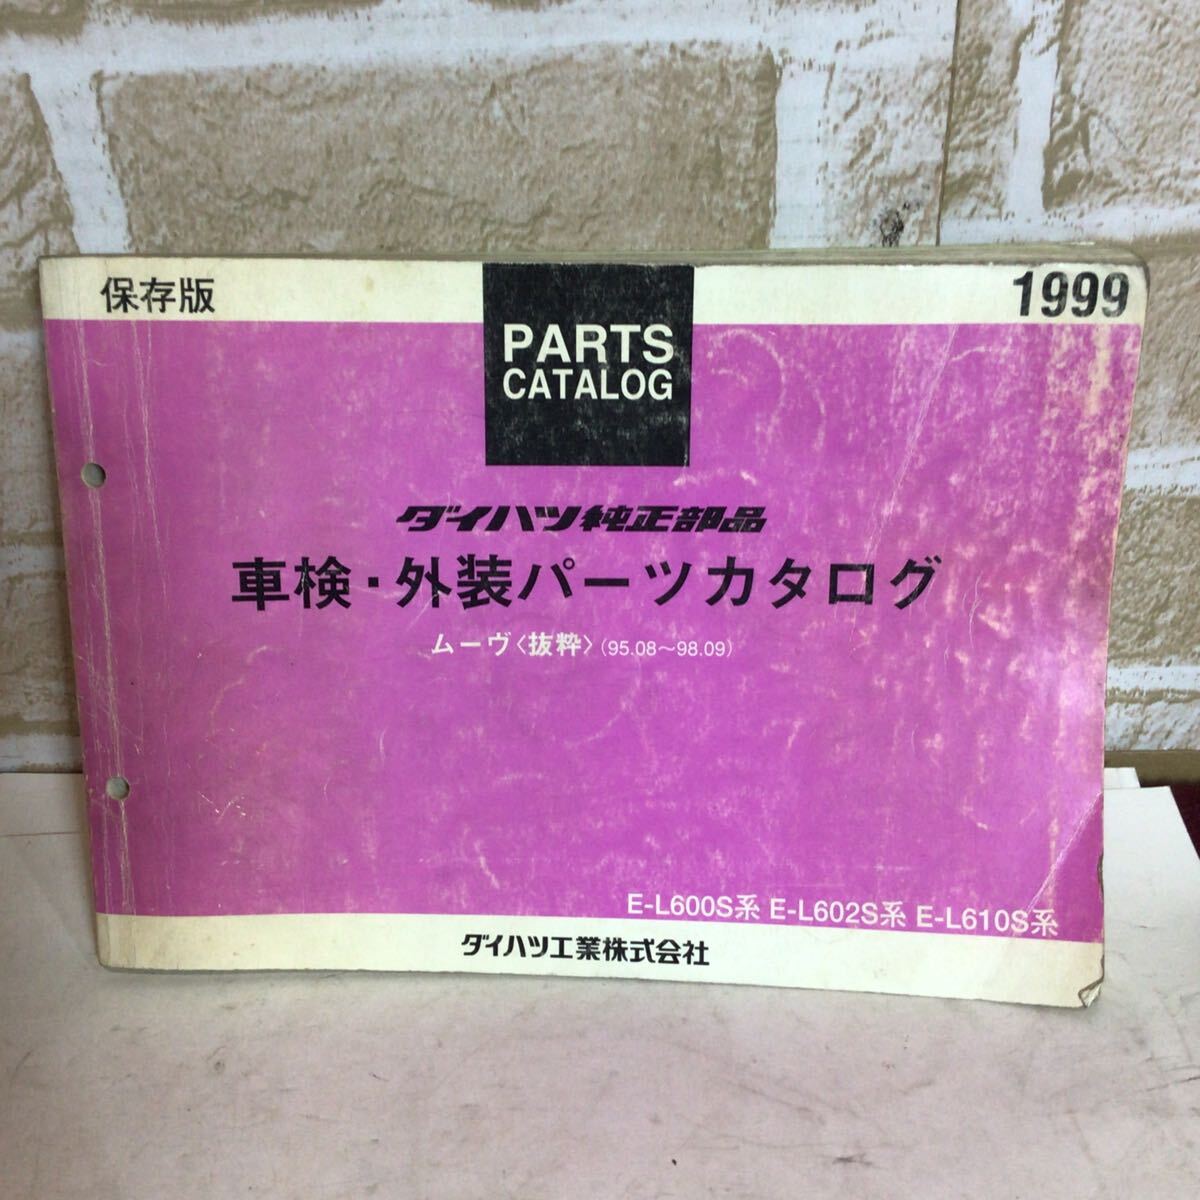 保存版
1999
PARTS
CATALOG
ダイハツ純正部品
車検・外装パーツカタログ
ムーヴ〈抜粋〉(95.08～98.09)
E-L600S系 E-L602S系 E-L610S系
ダイハツ工業株式会社